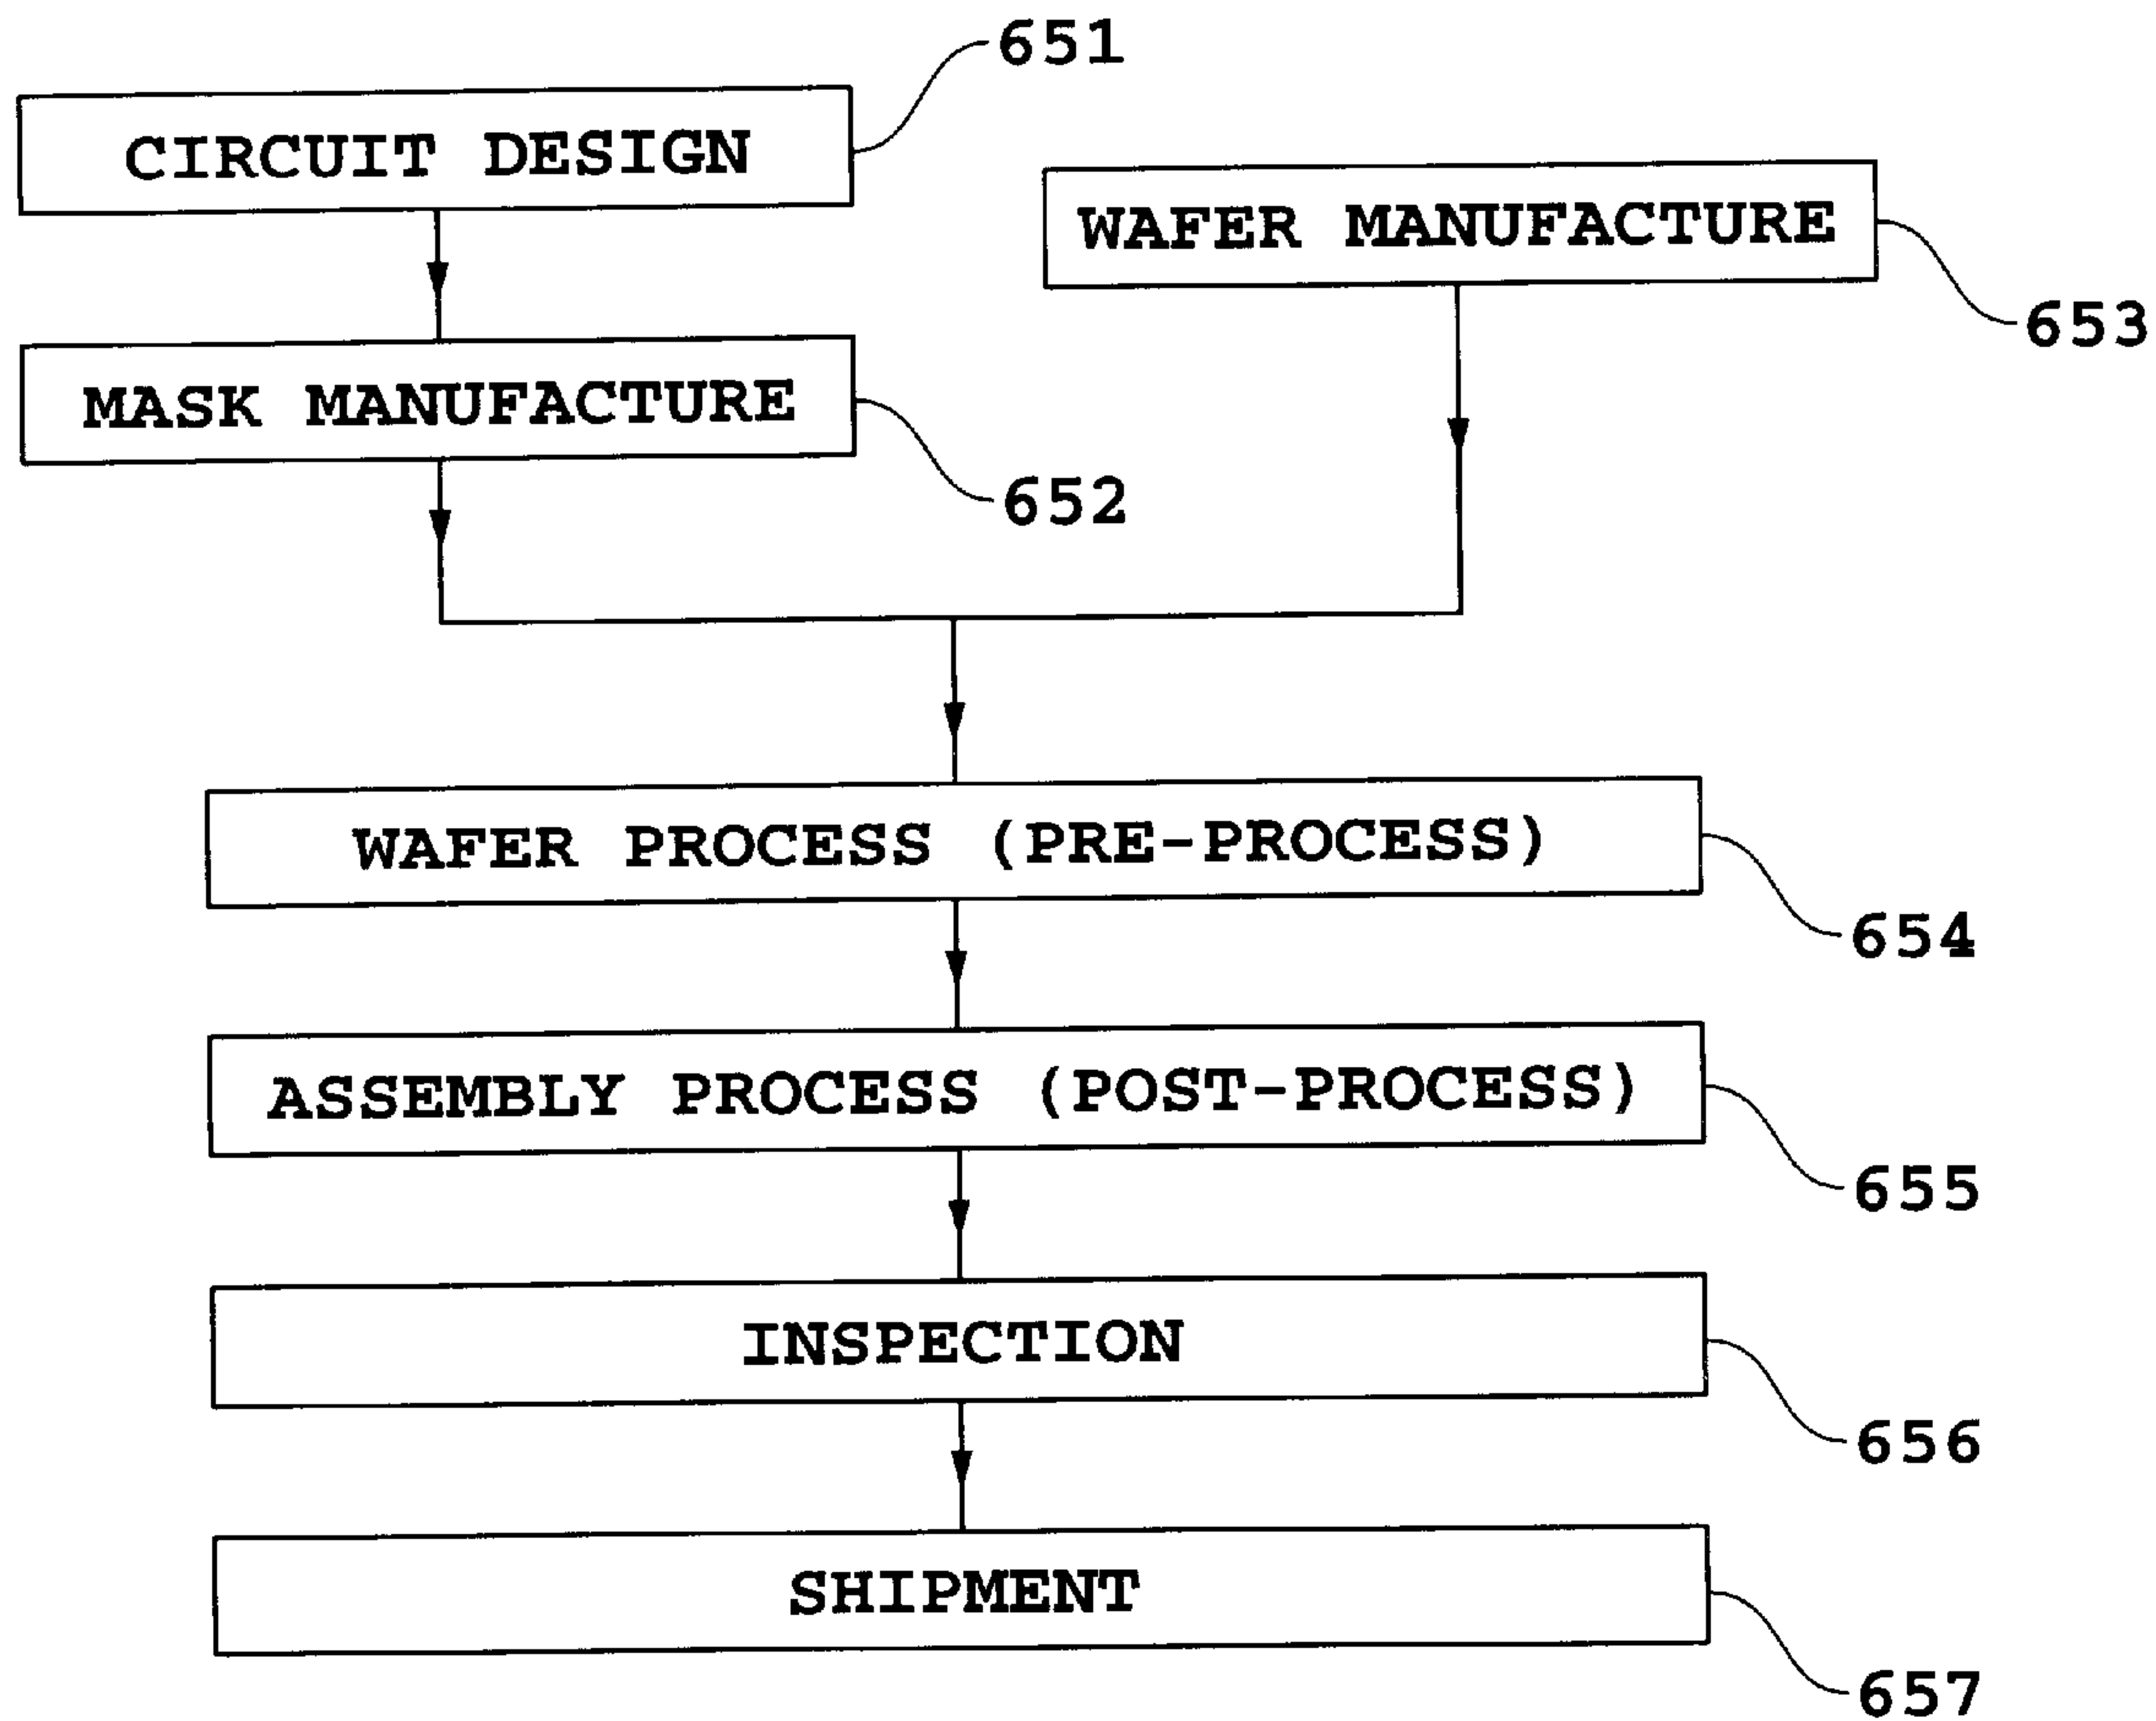 651
CIRCUIT DESIGN
WAFER MANUFACTURE
653
MASK MANUFACTURE
652
WAFER PROCESS (PRE-PROCESS)
654
ASSEMBLY PROCESS (POST-PROCESS)
655
INSPECTION
656
SHIPMENT
657